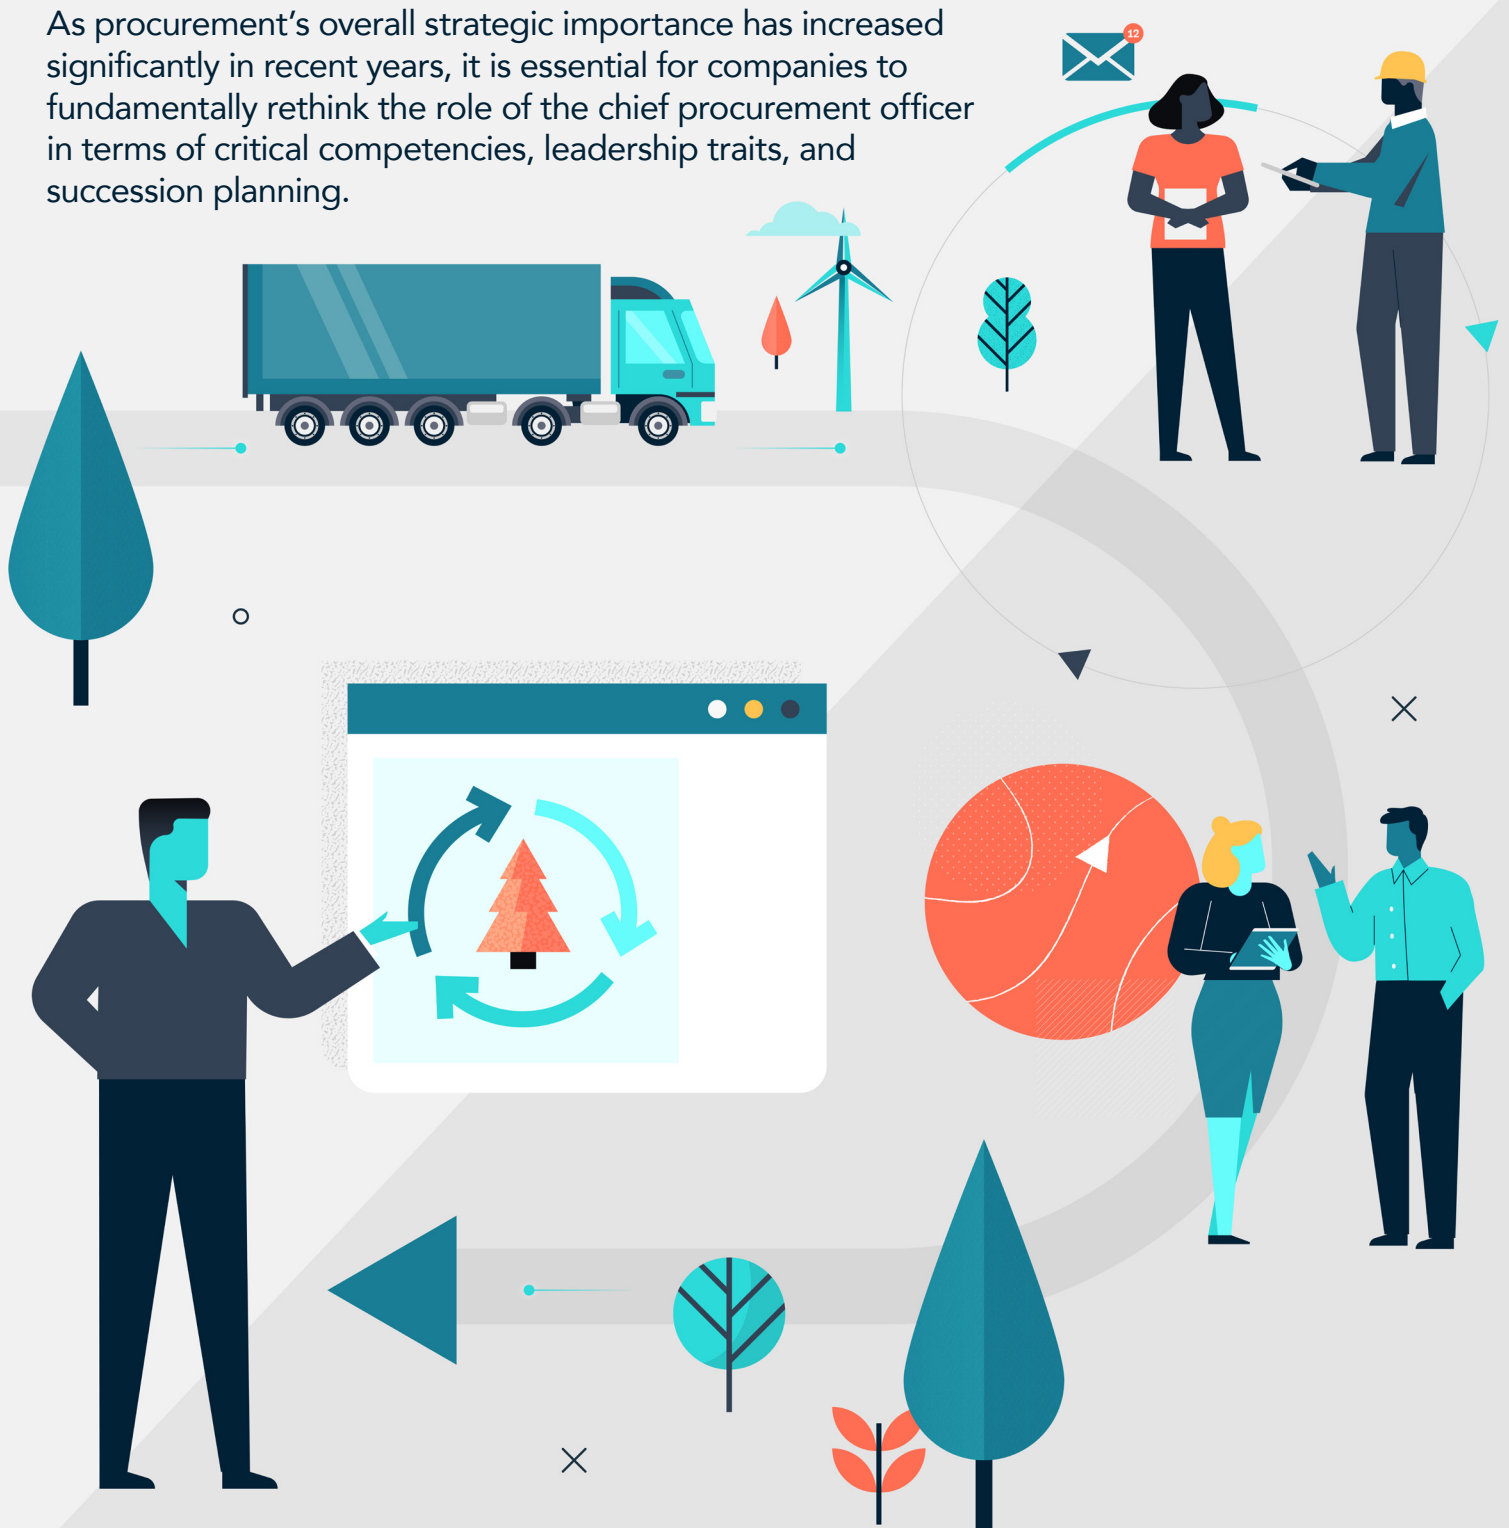 As procurement’s overall strategic importance has increased
significantly in recent years, it is essential for companies to
fundamentally rethink the role of the chief procurement officer
in terms of critical competencies, leadership traits, and
succession planning.
12